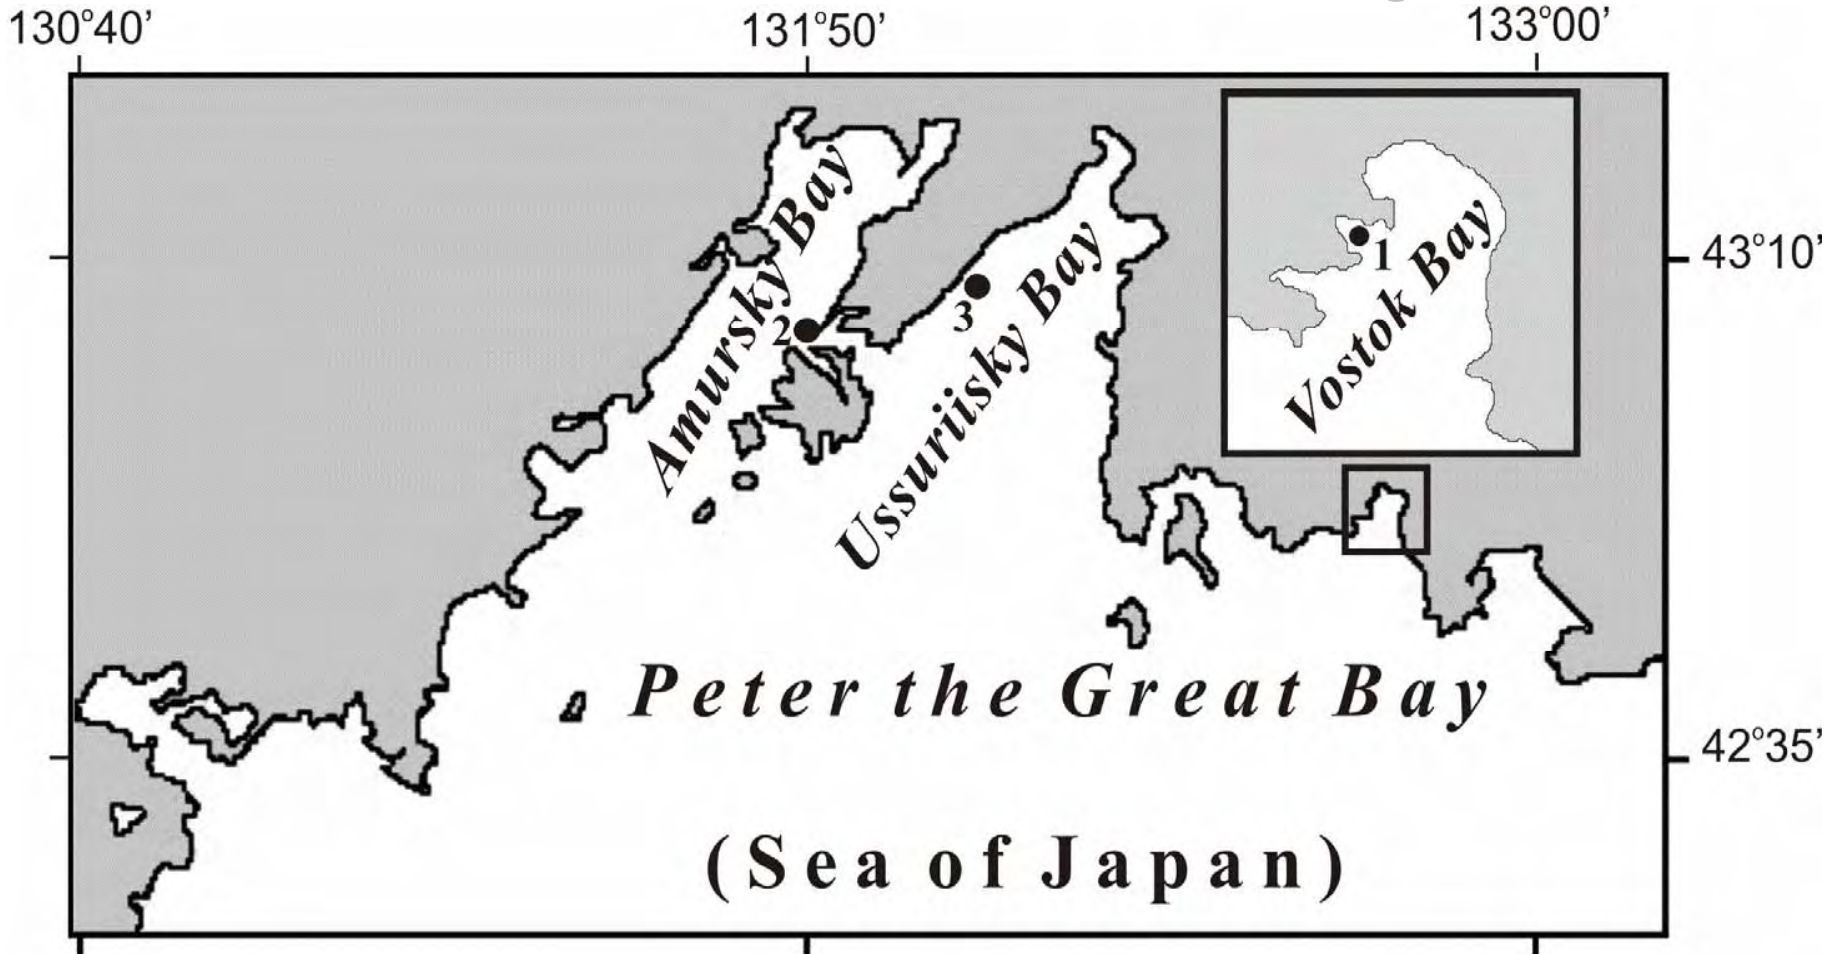 130°40’
131°50’
133°00’
Amursky Bay
Ussuriisky Bay
Vostok Bay
1
2
3
43°10’
Peter the Great Bay
42°35’
(Sea of Japan)